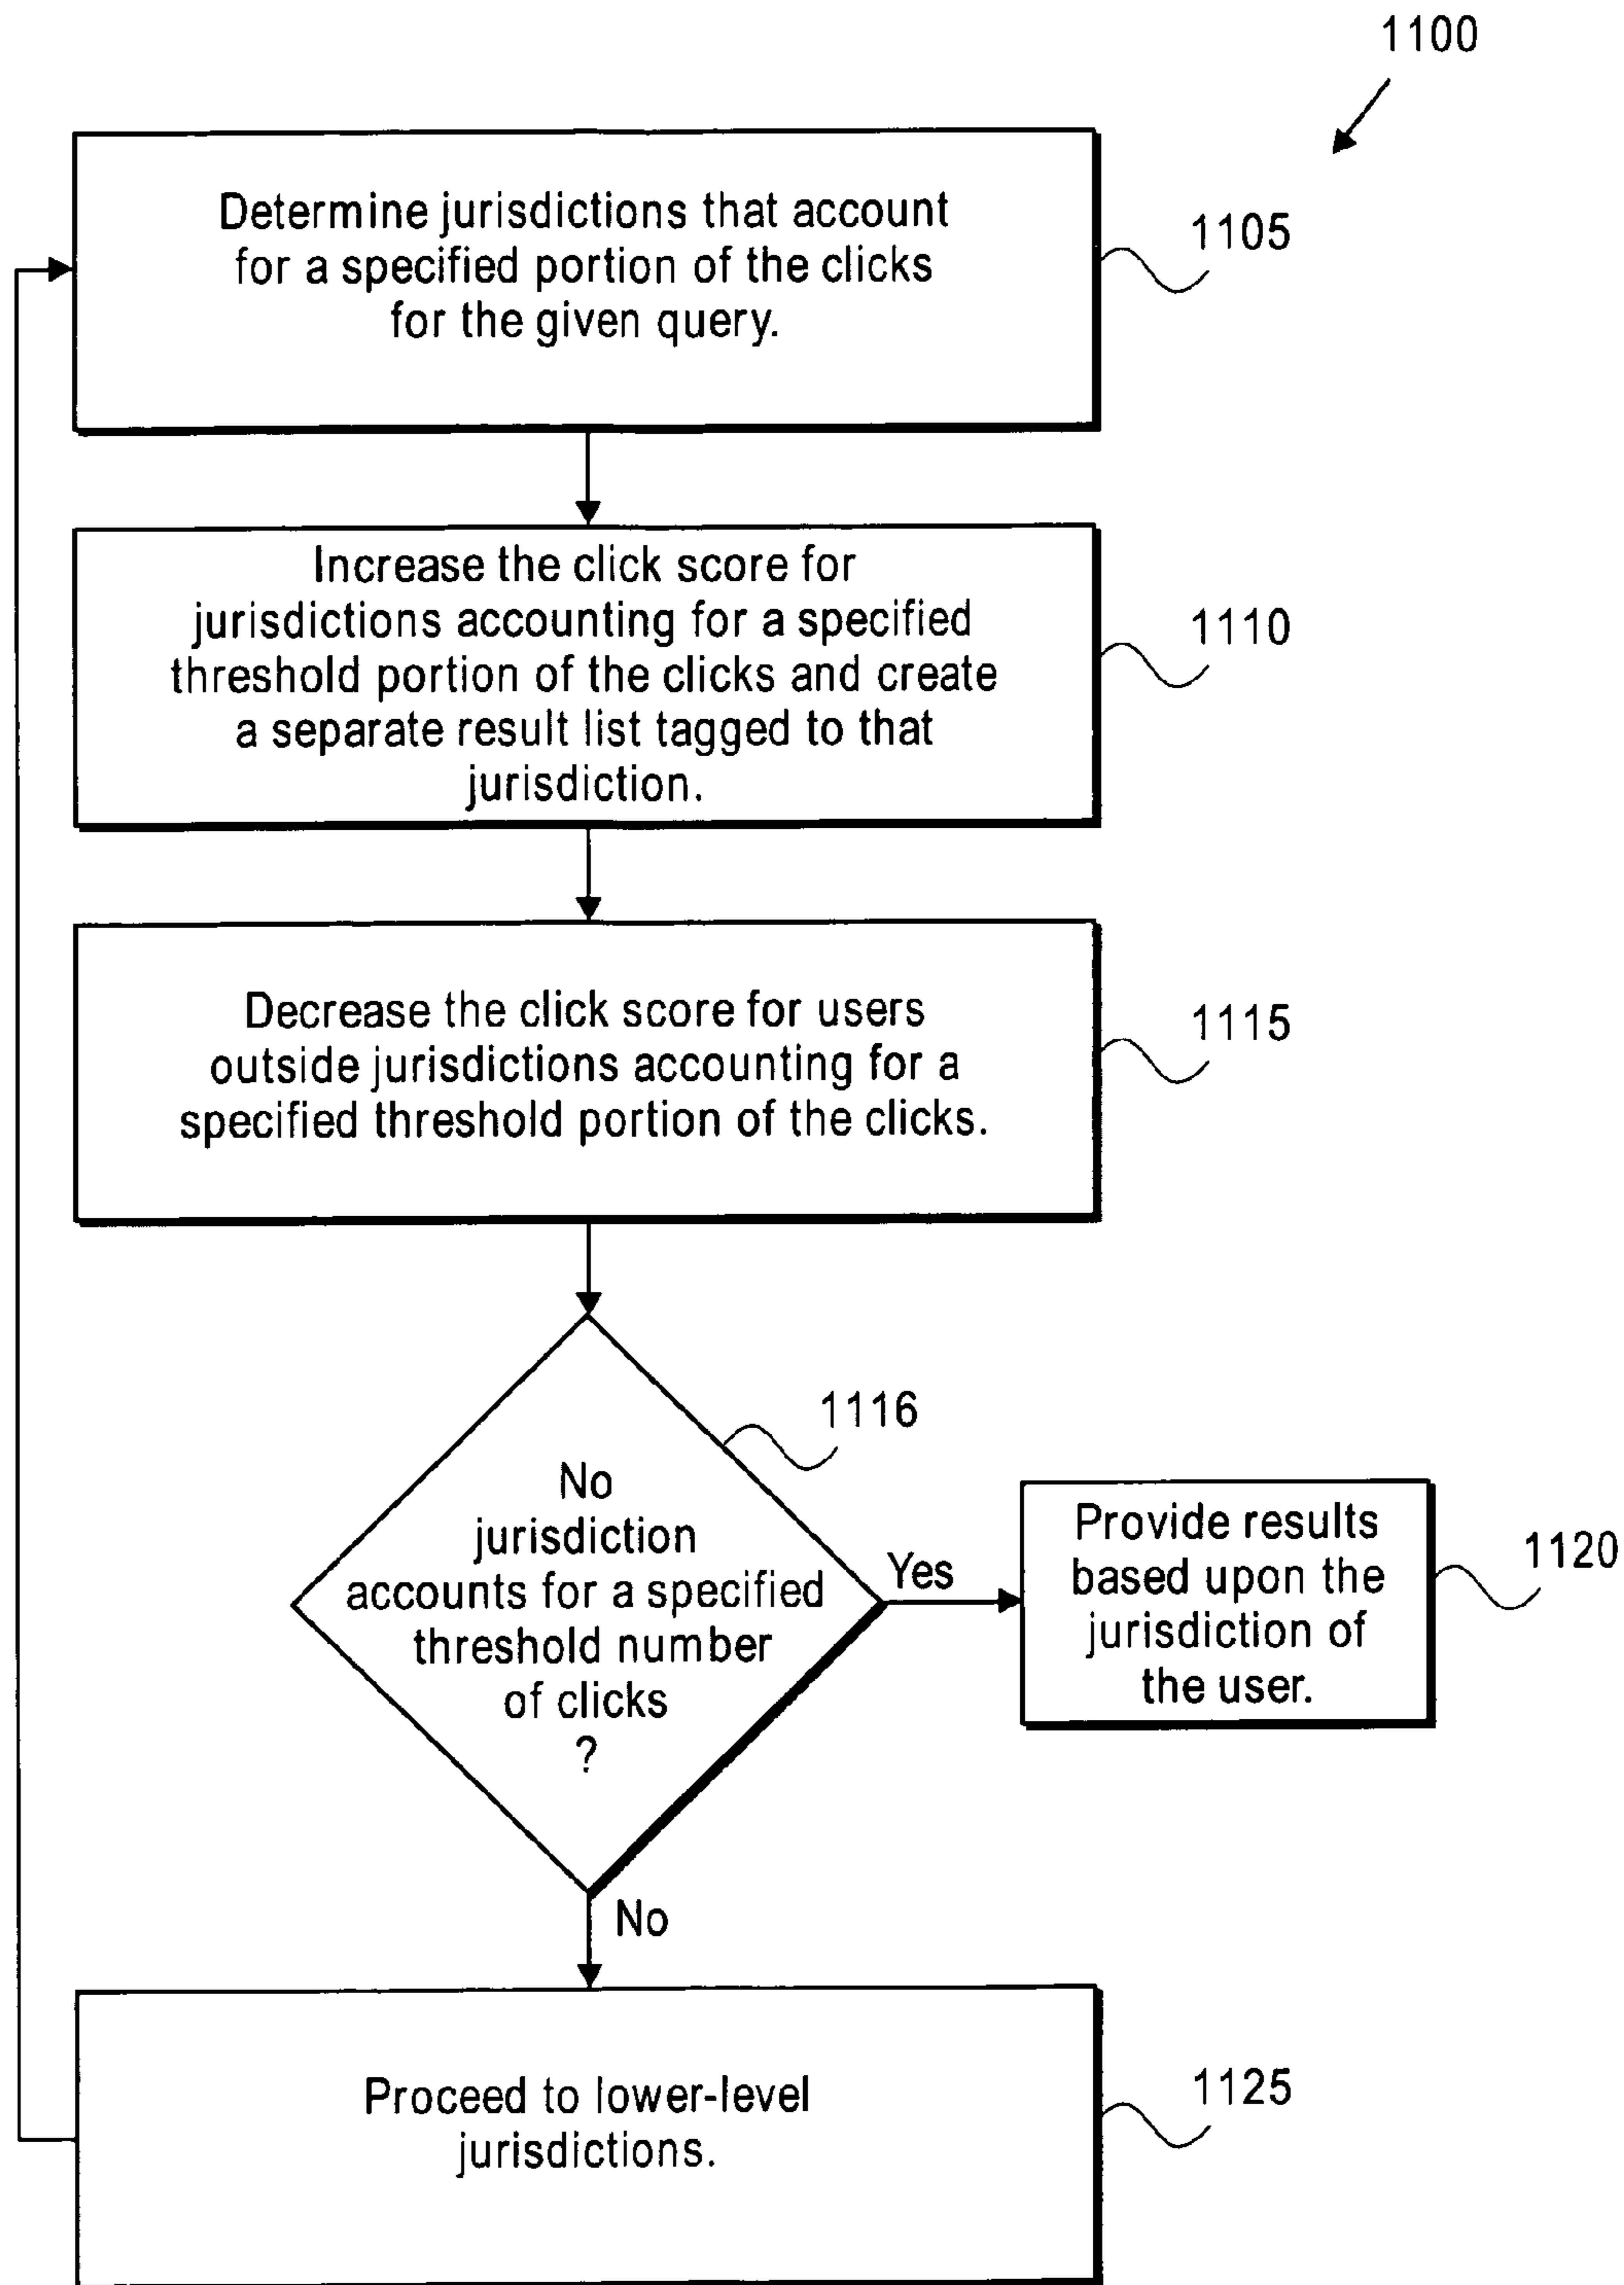 1100
Determine jurisdictions that account
for a specified portion of the clicks
for the given query.
1105
Increase the click score for
jurisdictions accounting for a specified
threshold portion of the clicks and create
a separate result list tagged to that
jurisdiction.
1110
Decrease the click score for users
outside jurisdictions accounting for a
specified threshold portion of the clicks.
1115
1116
No
jurisdiction
accounts for a specified
threshold number
of clicks
?
Yes
Provide results
based upon the
jurisdiction of
the user.
1120
No
Proceed to lower-level
jurisdictions.
1125